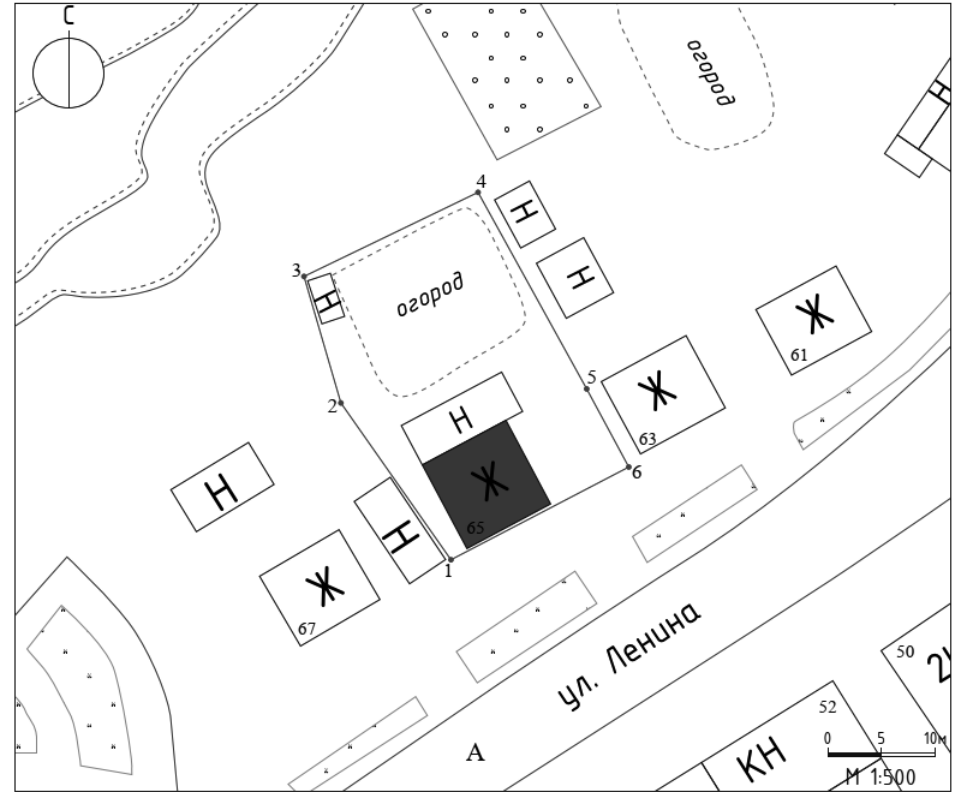 С
огород
Н
4
Н
3
Н
огород
Н
Ж
61
5
Ж
63
2
Н
Ж
65
6
Н
Н
1
Ж
67
ул. Ленина
50
52
А
КН
0 5 10м
М 1:500